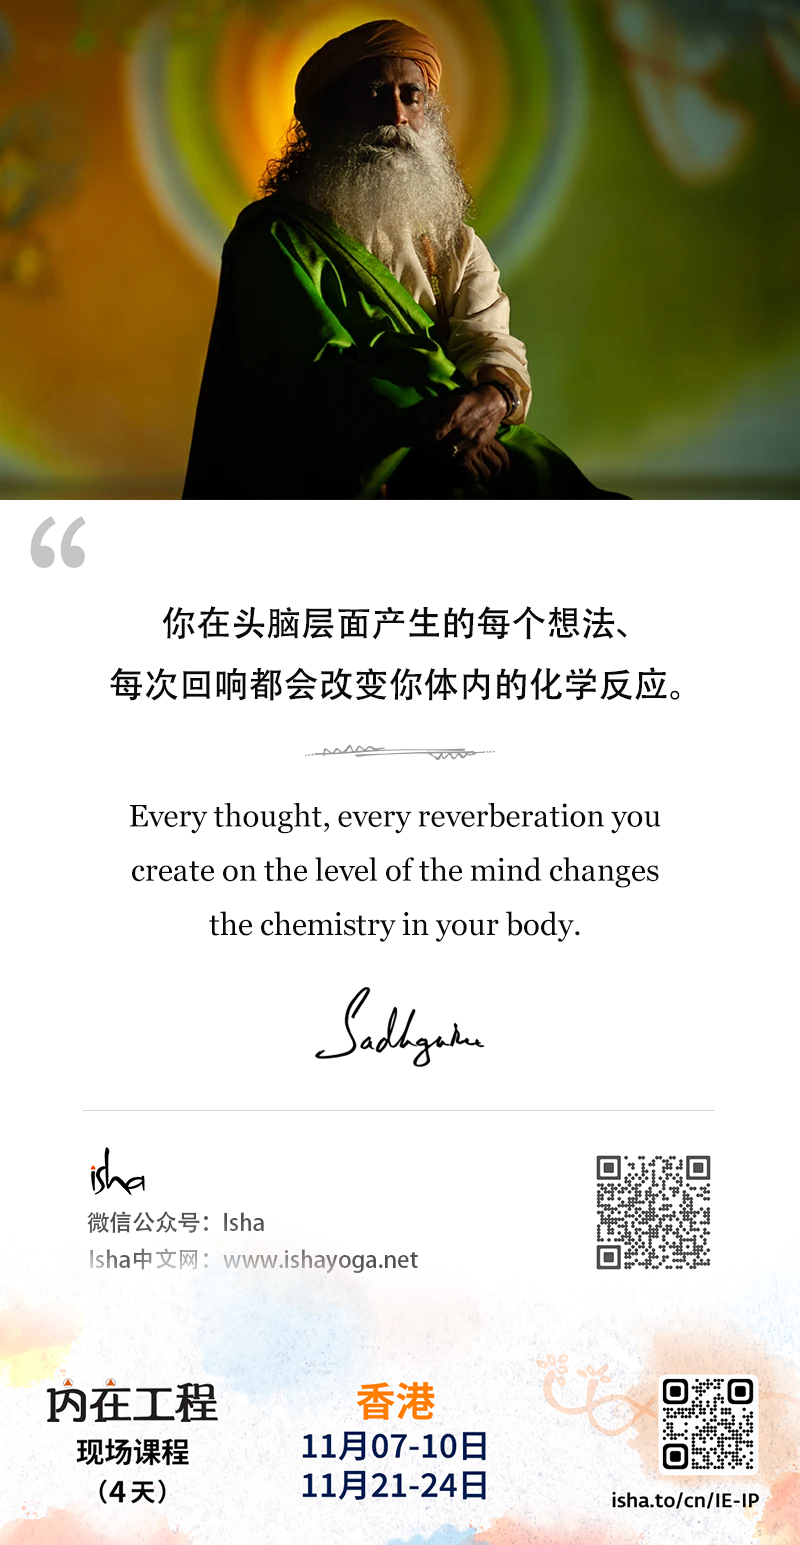 “
你在头脑层面产生的每个想法、
每次回响都会改变你体内的化学反应。
Every thought, every reverberation you
create on the level of the mind changes
the chemistry in your body.
Sadhguru
isha
微信公众号：Isha
Isha中文网：www.ishayoga.net
内在工程
现场课程
（4天）
香港
11月07-10日
11月21-24日
isha.to/cn/IE-IP